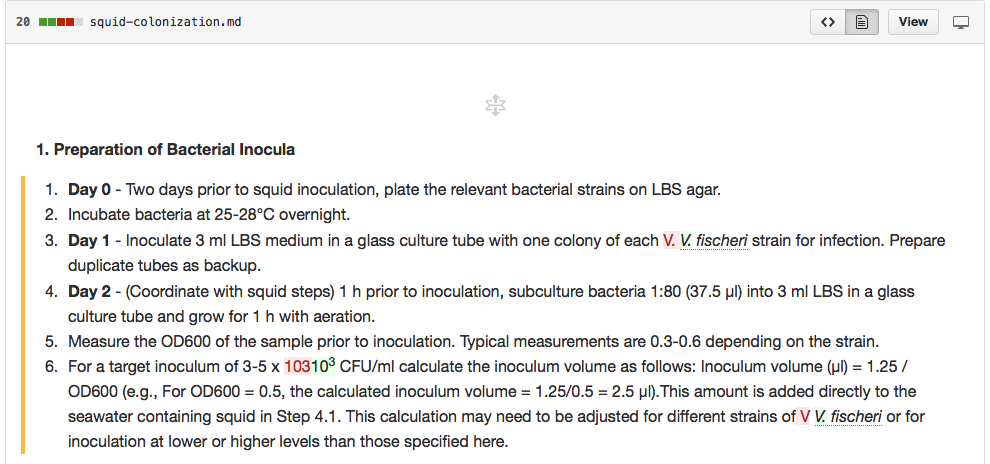 20 squid-colonization.md <> View
1. Preparation of Bacterial Inocula
1. Day 0 - Two days prior to squid inoculation, plate the relevant bacterial strains on LBS agar.
2. Incubate bacteria at 25-28°C overnight.
3. Day 1 - Inoculate 3 ml LBS medium in a glass culture tube with one colony of each V. V. fischeri strain for infection. Prepare
duplicate tubes as backup.
4. Day 2 - (Coordinate with squid steps) 1 h prior to inoculation, subculture bacteria 1:80 (37.5 µl) into 3 ml LBS in a glass
culture tube and grow for 1 h with aeration.
5. Measure the OD600 of the sample prior to inoculation. Typical measurements are 0.3-0.6 depending on the strain.
6. For a target inoculum of 3-5 x 10310³ CFU/ml calculate the inoculum volume as follows: Inoculum volume (µl) = 1.25 /
OD600 (e.g., For OD600 = 0.5, the calculated inoculum volume = 1.25/0.5 = 2.5 µl).This amount is added directly to the
seawater containing squid in Step 4.1. This calculation may need to be adjusted for different strains of V V. fischeri or for
inoculation at lower or higher levels than those specified here.